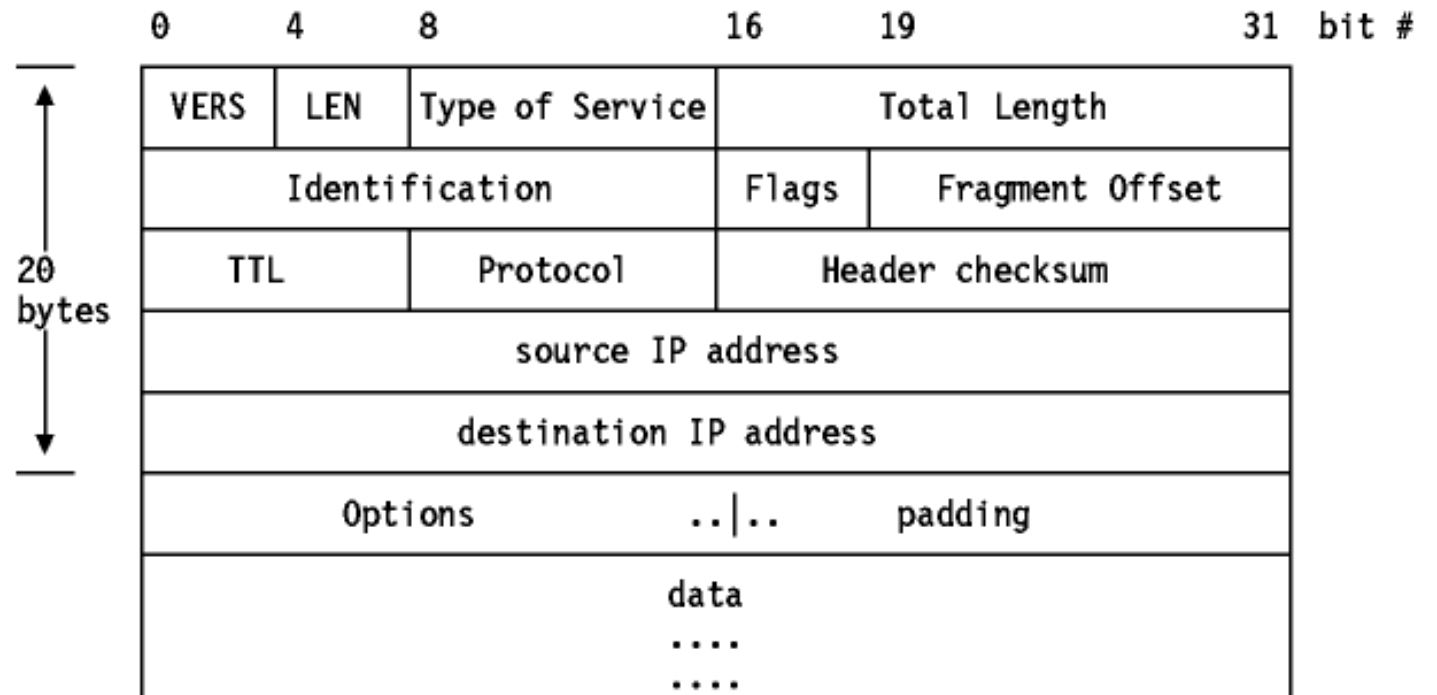 0 4 8 16 19 31 bit #
VERS LEN Type of Service Total Length
Identification Flags Fragment Offset
20 TTL Protocol Header checksum
bytes
source IP address
destination IP address
Options ..|.. padding
data
....
....